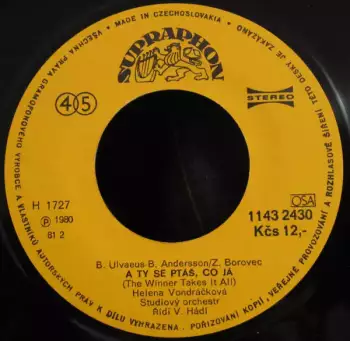 MADE IN CZECHOSLOVAKIA • VŠECHNA PRÁVA GRAMOFONOVÉHO VÝROBCE A VLASTNÍKŮ AUTORSKÝCH PRÁV K DÍLU VYHRAZENA. POŘIZOVÁNÍ KOPIÍ, VEŘEJNÉ PROVOZOVÁNÍ A ROZHLASOVÉ ŠÍŘENÍ TÉTO DESKY JE ZAKÁZÁNO •
SUPRAPHON
45
STEREO
H 1727
℗ 1980
81 2
OSA
1143 2430
Kčs 12,-
B. Ulvaeus-B. Andersson/Z. Borovec
A TY SE PTÁŠ, CO JÁ
(The Winner Takes It All)
Helena Vondráčková
Studiový orchestr
Řídí V. Hádl